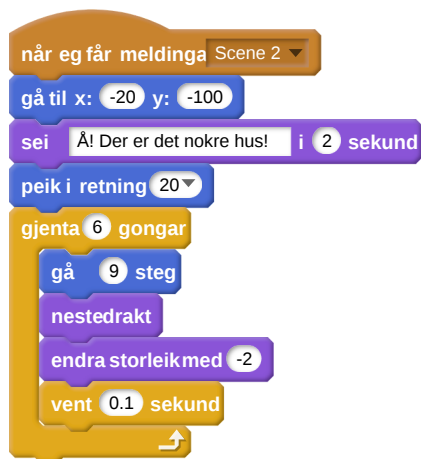 når eg får meldinga Scene 2
gå til x: -20 y: -100
sei Å! Der er det nokre hus! i 2 sekund
peik i retning 20
gjenta 6 gongar
gå 9 steg
nestedrakt
endra storleik med -2
vent 0.1 sekund